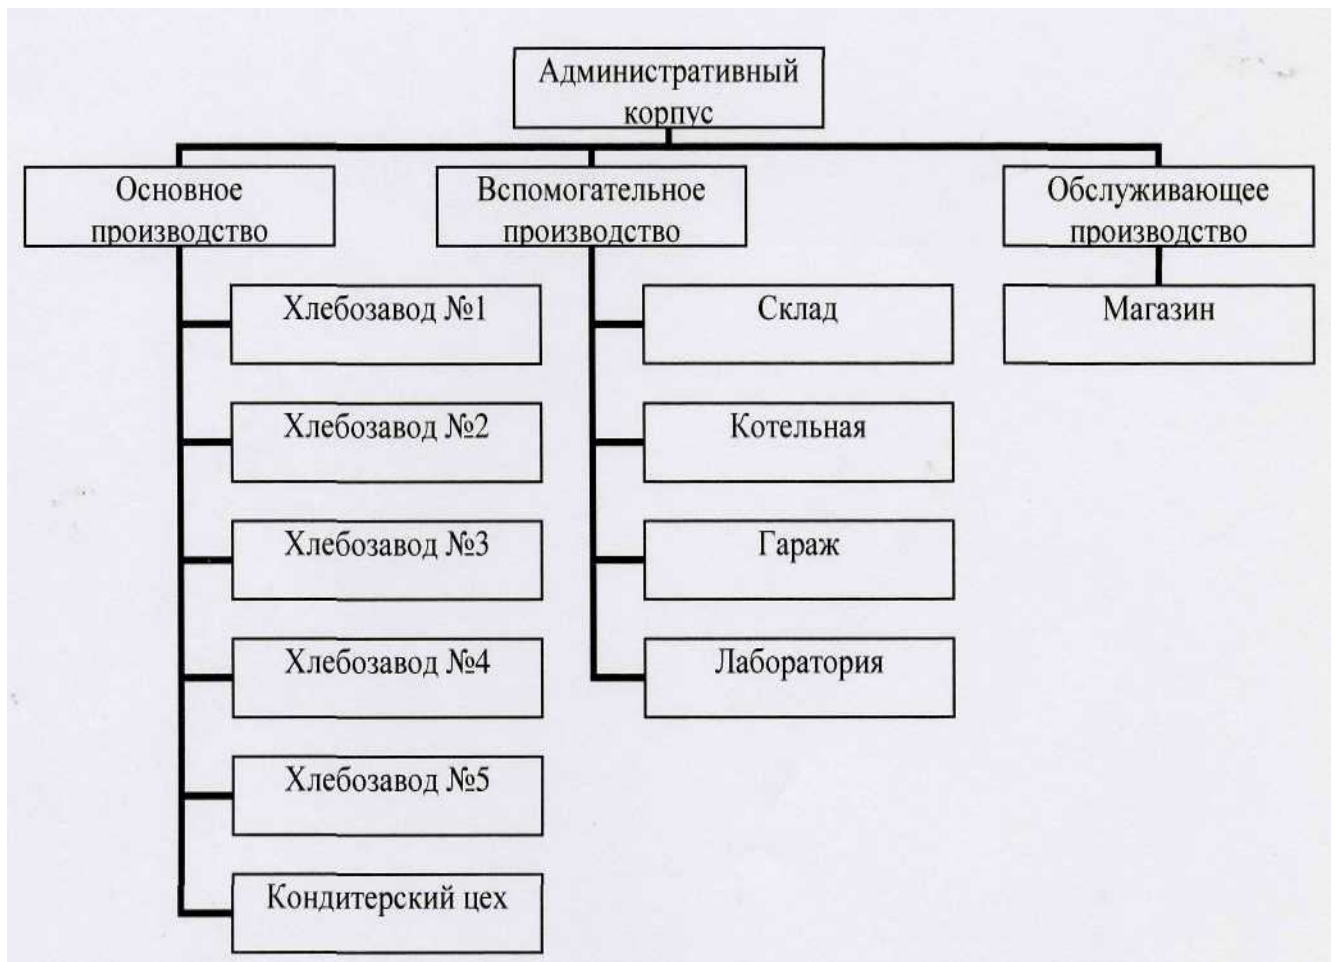 Административный
корпус
Основное
производство
Вспомогательное
производство
Обслуживающее
производство
Хлебозавод №1
Склад
Магазин
Хлебозавод №2
Котельная
Хлебозавод №3
Гараж
Хлебозавод №4
Лаборатория
Хлебозавод №5
Кондитерский цех